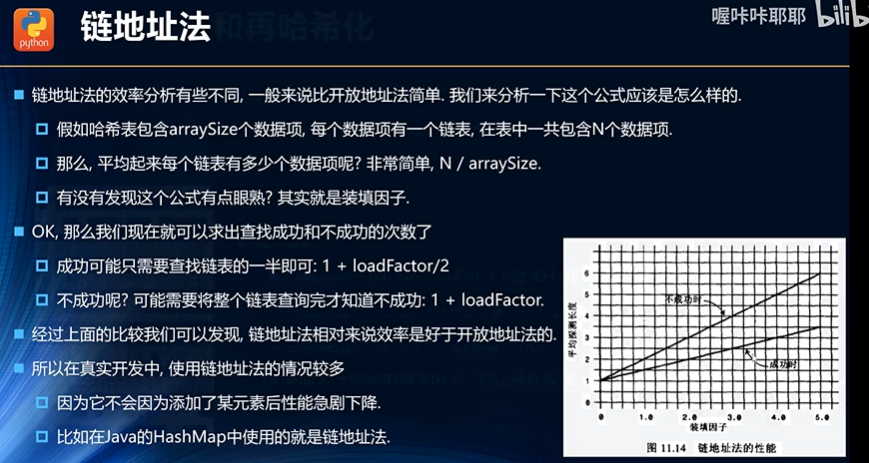 python
链地址法
和再哈希化
喔咔咔耶耶 bilib
链地址法的效率分析有些不同, 一般来说比开放地址法简单. 我们来分析一下这个公式应该是怎么样的.
假如哈希表包含arraySize个数据项, 每个数据项有一个链表, 在表中一共包含N个数据项.
那么, 平均起来每个链表有多少个数据项呢? 非常简单, N / arraySize.
有没有发现这个公式有点眼熟? 其实就是装填因子.
OK, 那么我们现在就可以求出查找成功和不成功的次数了
成功可能只需要查找链表的一半即可: 1 + loadFactor/2
不成功呢? 可能需要将整个链表查询完才知道不成功: 1 + loadFactor.
经过上面的比较我们可以发现, 链地址法相对来说效率是好于开放地址法的.
所以在真实开发中, 使用链地址法的情况较多
因为它不会因为添加了某元素后性能急剧下降.
比如在Java的HashMap中使用的就是链地址法.
平均探测长度
6
5
4
3
2
1
0
不成功时
成功时
0 1.0 2.0 3.0 4.0 5.0
装填因子
图 11.14 链地址法的性能